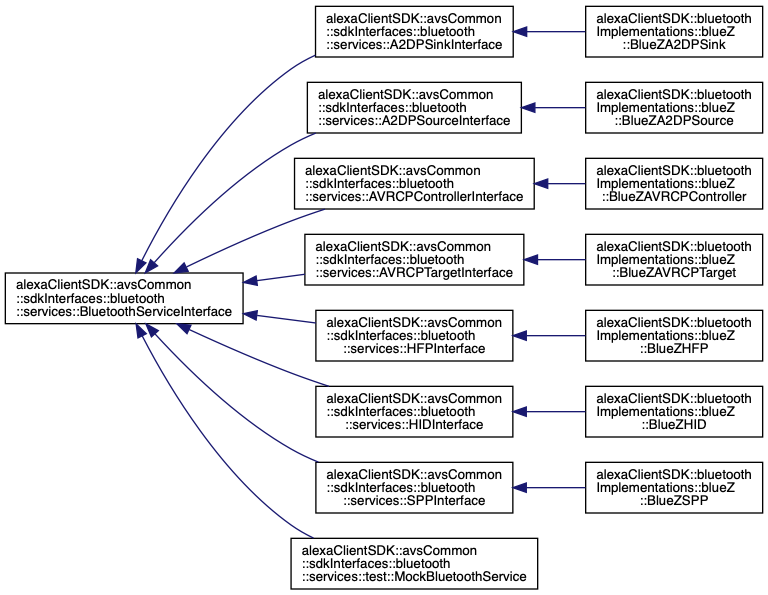 alexaClientSDK::avsCommon
::sdkInterfaces::bluetooth
::services::A2DPSinkInterface
alexaClientSDK::bluetooth
Implementations::blueZ
::BlueZA2DPSink
alexaClientSDK::avsCommon
::sdkInterfaces::bluetooth
::services::A2DPSourceInterface
alexaClientSDK::bluetooth
Implementations::blueZ
::BlueZA2DPSource
alexaClientSDK::avsCommon
::sdkInterfaces::bluetooth
::services::AVRCPControllerInterface
alexaClientSDK::bluetooth
Implementations::blueZ
::BlueZAVRCPController
alexaClientSDK::avsCommon
::sdkInterfaces::bluetooth
::services::AVRCPTargetInterface
alexaClientSDK::bluetooth
Implementations::blueZ
::BlueZAVRCPTarget
alexaClientSDK::avsCommon
::sdkInterfaces::bluetooth
::services::BluetoothServiceInterface
alexaClientSDK::avsCommon
::sdkInterfaces::bluetooth
::services::HFPInterface
alexaClientSDK::bluetooth
Implementations::blueZ
::BlueZHFP
alexaClientSDK::avsCommon
::sdkInterfaces::bluetooth
::services::HIDInterface
alexaClientSDK::bluetooth
Implementations::blueZ
::BlueZHID
alexaClientSDK::avsCommon
::sdkInterfaces::bluetooth
::services::SPPInterface
alexaClientSDK::bluetooth
Implementations::blueZ
::BlueZSPP
alexaClientSDK::avsCommon
::sdkInterfaces::bluetooth
::services::test::MockBluetoothService